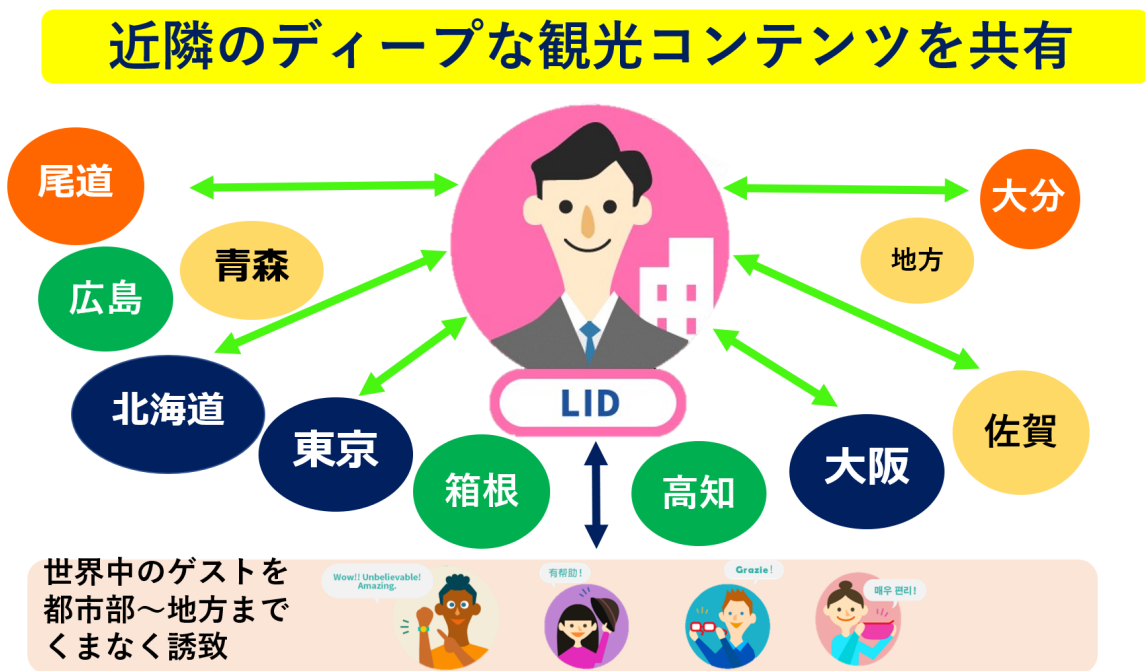 近隣のディープな観光コンテンツを共有
尾道
大分
青森
地方
広島
北海道
LID
東京
佐賀
大阪
箱根
高知
世界中のゲストを
都市部～地方まで
くまなく誘致
Wow!! Unbelievable!
Amazing.
有帮助！
Grazie！
매우 편리！